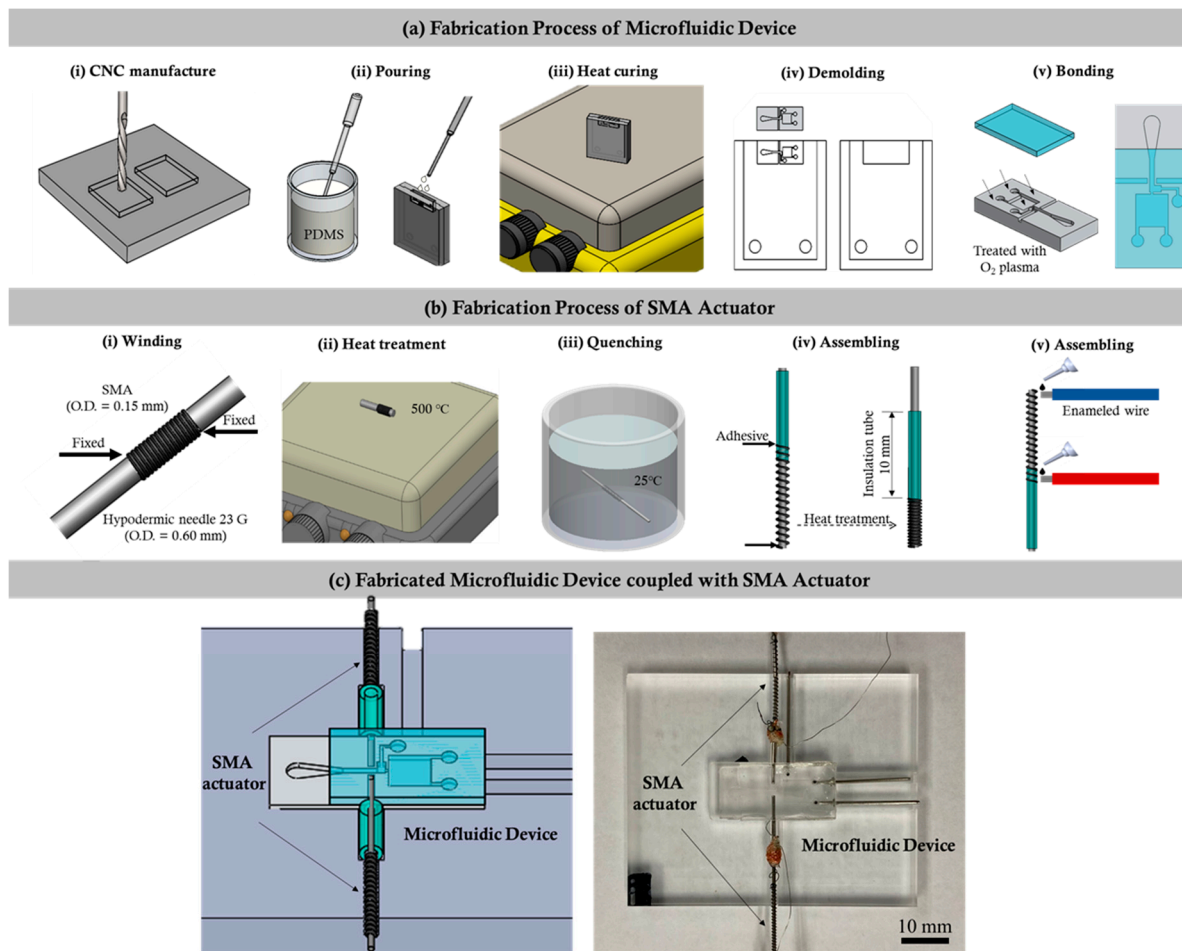 (a) Fabrication Process of Microfluidic Device
(i) CNC manufacture
(ii) Pouring
(iii) Heat curing
(iv) Demolding
(v) Bonding
PDMS
Treated with
O₂ plasma
(b) Fabrication Process of SMA Actuator
(i) Winding
(ii) Heat treatment
(iii) Quenching
(iv) Assembling
(v) Assembling
SMA
(O.D. = 0.15 mm)
Fixed
Fixed
Hypodermic needle 23 G
(O.D. = 0.60 mm)
500 °C
25°C
Adhesive
Insulation tube
10 mm
Heat treatment
Enameled wire
(c) Fabricated Microfluidic Device coupled with SMA Actuator
SMA
actuator
Microfluidic Device
SMA
actuator
Microfluidic Device
10 mm